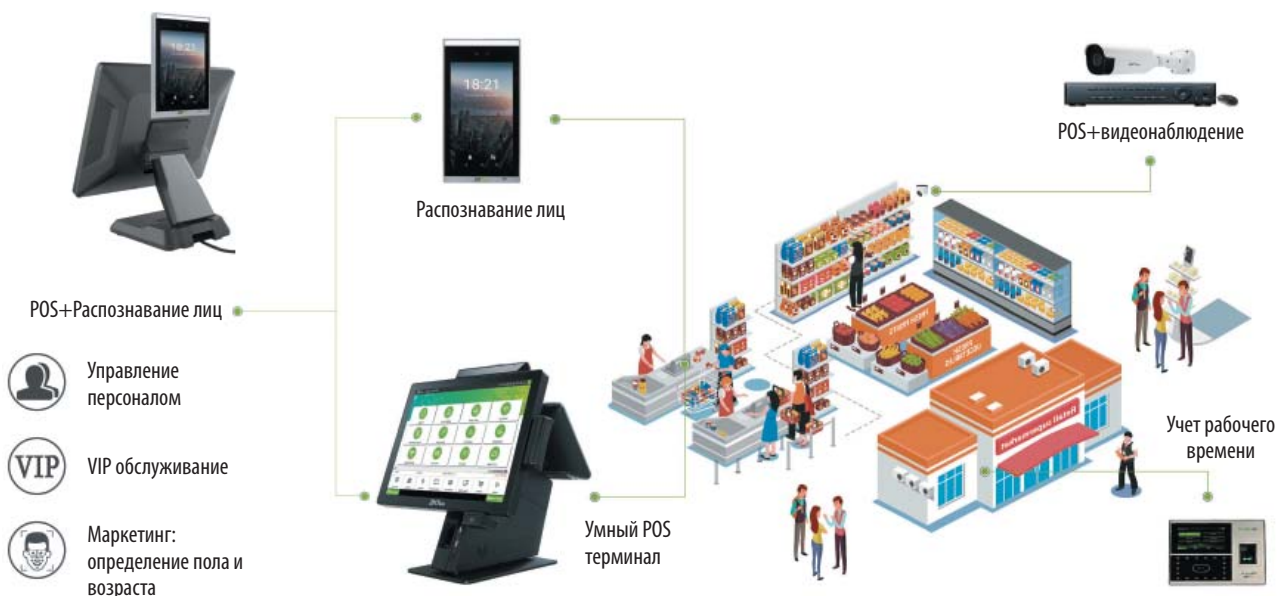 18:21
18:21
POS+видеонаблюдение
Распознавание лиц
POS+Распознавание лиц
Управление
персоналом
VIP
VIP обслуживание
Маркетинг:
определение пола и
возраста
Умный POS
терминал
Учет рабочего
времени